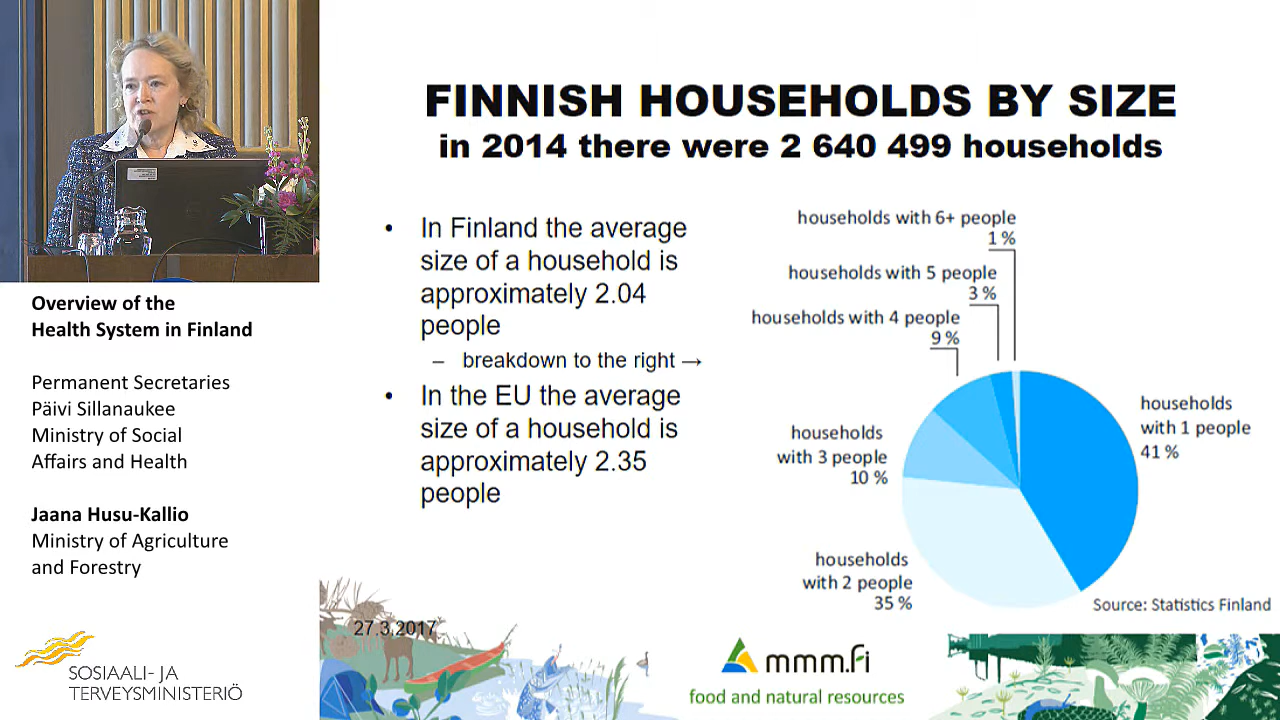 FINNISH HOUSEHOLDS BY SIZE
in 2014 there were 2 640 499 households
• In Finland the average
size of a household is
approximately 2.04
people
– breakdown to the right →
• In the EU the average
size of a household is
approximately 2.35
people
households with 6+ people
1 %
households with 5 people
3 %
households with 4 people
9 %
households
with 3 people
10 %
households
with 2 people
35 %
households
with 1 people
41 %
Source: Statistics Finland
27.3.2017
mmm.fi
food and natural resources
Overview of the
Health System in Finland
Permanent Secretaries
Päivi Sillanaukee
Ministry of Social
Affairs and Health
Jaana Husu-Kallio
Ministry of Agriculture
and Forestry
SOSIAALI- JA
TERVEYSMINISTERIÖ